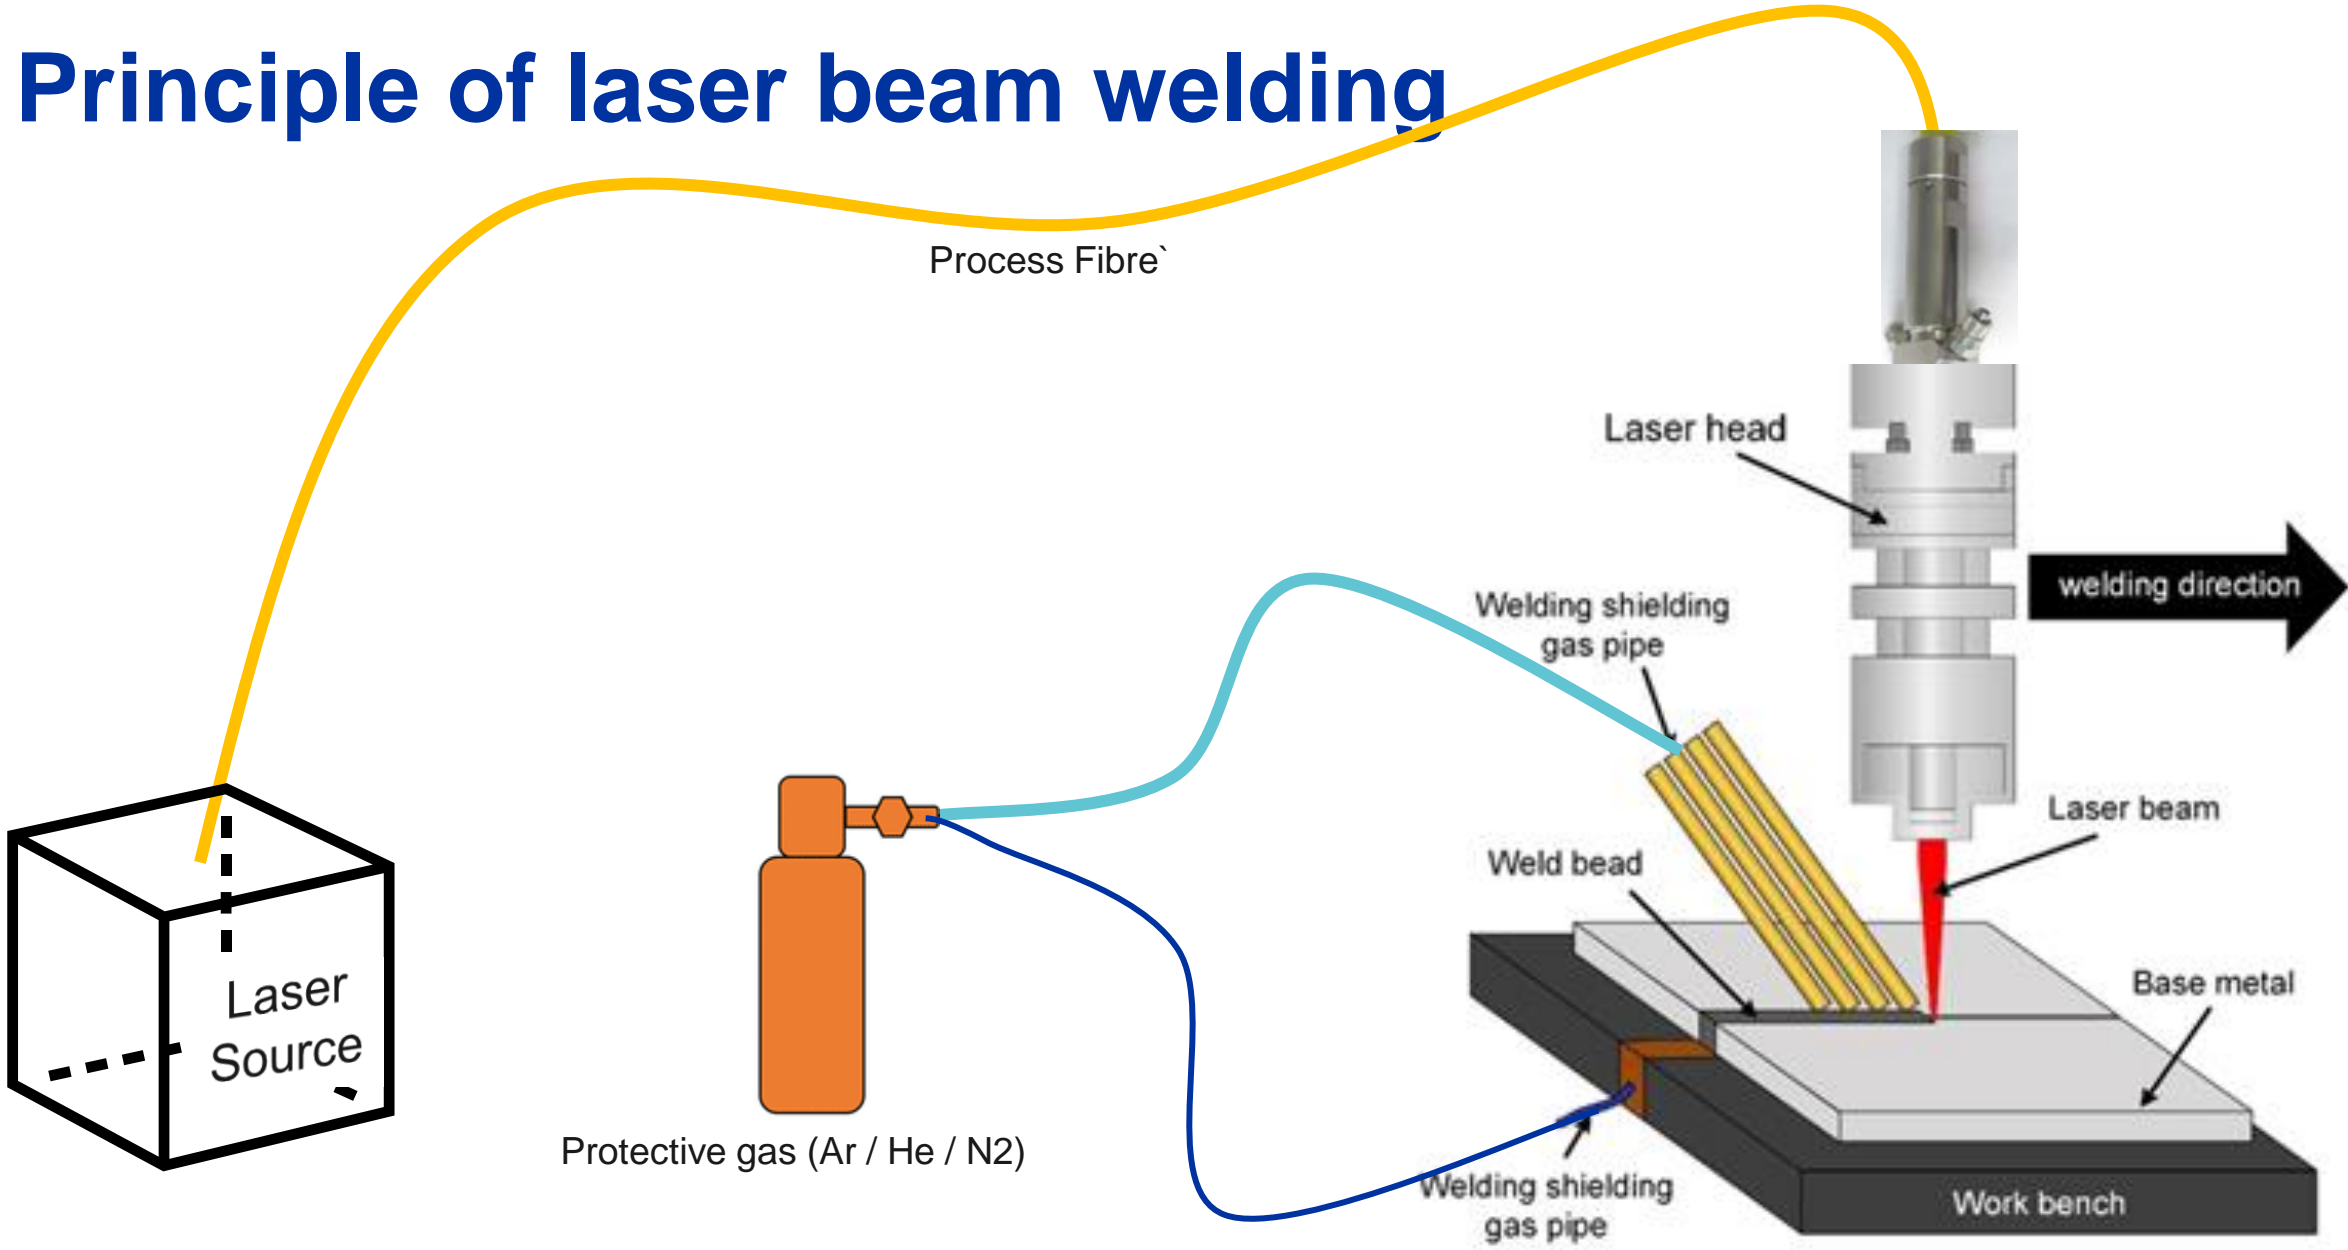 Principle of laser beam welding
Process Fibre`
Laser head
welding direction
Welding shielding
gas pipe
Laser beam
Weld bead
Base metal
Laser
Source
Protective gas (Ar / He / N2)
Welding shielding
gas pipe
Work bench